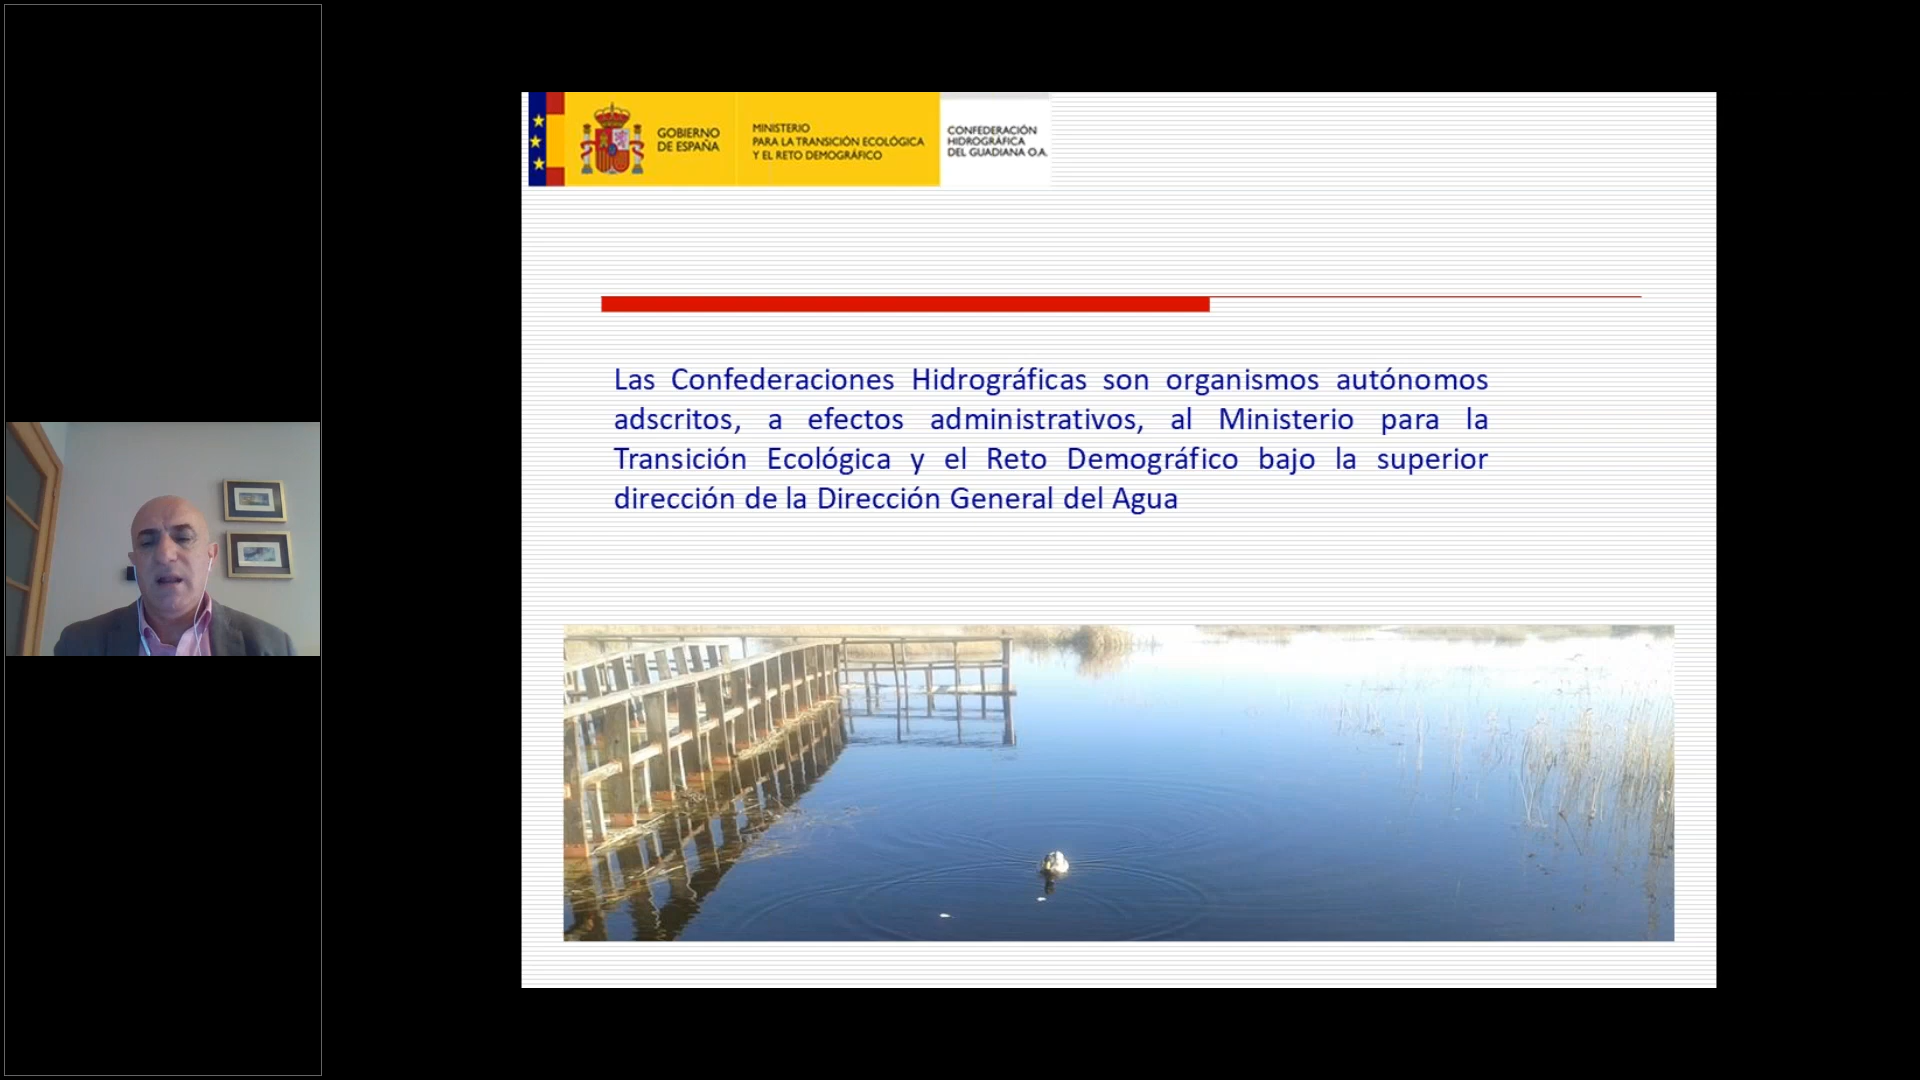 GOBIERNO
DE ESPAÑA
MINISTERIO
PARA LA TRANSICIÓN ECOLÓGICA
Y EL RETO DEMOGRÁFICO
CONFEDERACIÓN
HIDROGRÁFICA
DEL GUADIANA O.A.
Las Confederaciones Hidrográficas son organismos autónomos
adscritos, a efectos administrativos, al Ministerio para la
Transición Ecológica y el Reto Demográfico bajo la superior
dirección de la Dirección General del Agua